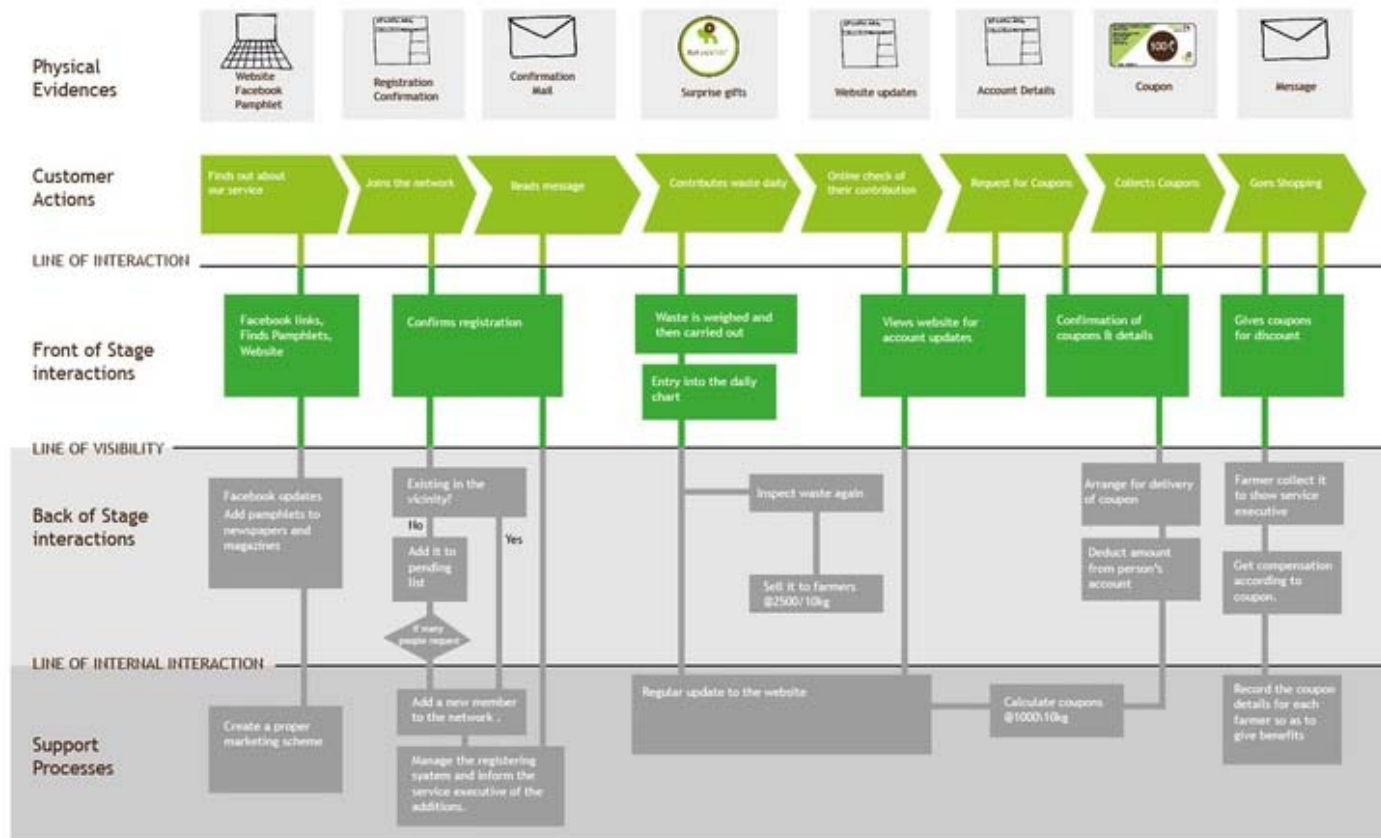 Physical
Evidences
Website
Facebook
Pamphlet
Registration
Confirmation
Confirmation
Mail
Surprise gifts
Website updates
Account Details
100
Coupon
Message
Customer
Actions
Finds out about
our service
Joins the network
Reads message
Contributes waste daily
Online check of
their contribution
Request for Coupons
Collects Coupons
Goes Shopping
LINE OF INTERACTION
Front of Stage
interactions
Facebook links,
Finds Pamphlets,
Website
Confirms registration
Waste is weighed and
then carried out
Entry into the daily
chart
Views website for
account updates
Confirmation of
coupons & details
Gives coupons
for discount
LINE OF VISIBILITY
Back of Stage
interactions
Facebook updates
Add pamphlets to
newspapers and
magazines
Existing in the
vicinity?
No
Yes
Add it to
pending
list
if many
people request
Inspect waste again
Sell it to farmers
@2500/10kg
Arrange for delivery
of coupon
Deduct amount
from person's
account
Farmer collect it
to show service
executive
Get compensation
according to
coupon.
LINE OF INTERNAL INTERACTION
Support
Processes
Create a proper
marketing scheme
Add a new member
to the network .
Manage the registering
system and inform the
service executive of the
additions.
Regular update to the website
Calculate coupons
@1000\10kg
Record the coupon
details for each
farmer so as to
give benefits